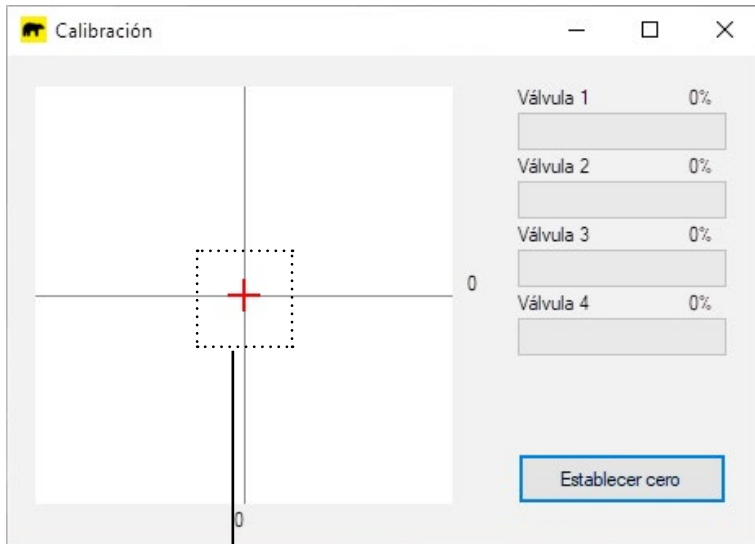 Calibración
Válvula 1 0%
Válvula 2 0%
Válvula 3 0%
0
Válvula 4 0%
Establecer cero
0